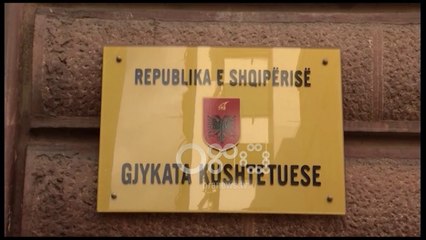 REPUBLIKA E SHQIPËRISË
GJYKATA KUSHTETUESE